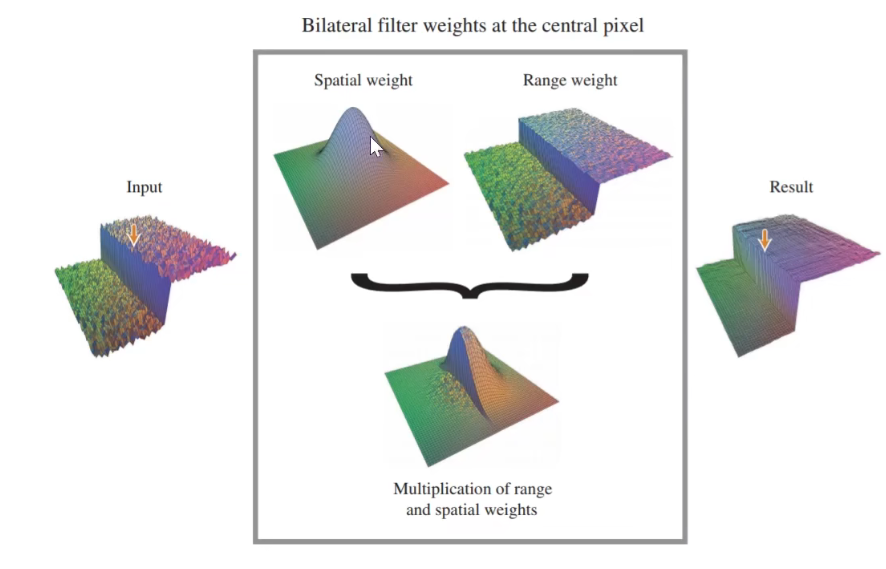 Bilateral filter weights at the central pixel
Spatial weight
Range weight
Input
Result
Multiplication of range
and spatial weights